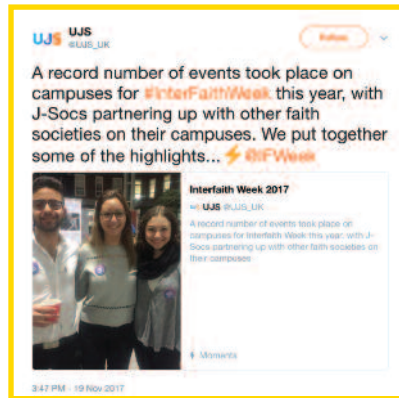 UJS UJS
@UJS_UK
Follow
A record number of events took place on
campuses for #InterFaithWeek this year, with
J-Socs partnering up with other faith
societies on their campuses. We put together
some of the highlights... ⚡ @IFWeek
Interfaith Week 2017
UJS @UJS_UK
A record number of events took place on
campuses for Interfaith Week this year, with J-
Socs partnering up with other faith societies on
their campuses
Moments
3:47 PM - 19 Nov 2017